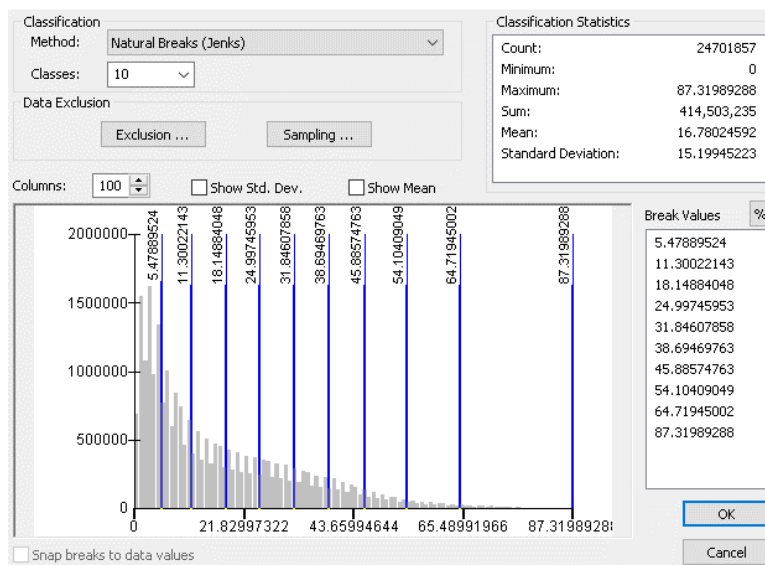 Classification
Method: Natural Breaks (Jenks)
Classes: 10
Data Exclusion
Exclusion ... Sampling ...
Columns: 100 Show Std. Dev. Show Mean
Classification Statistics
Count: 24701857
Minimum: 0
Maximum: 87.31989288
Sum: 414,503,235
Mean: 16.78024592
Standard Deviation: 15.19945223
2000000
1500000
1000000
500000
0
5.47889524
11.30022143
18.14884048
24.99745953
31.84607858
38.69469763
45.88574763
54.10409049
64.71945002
87.31989288
0 21.82997322 43.65994644 65.48991966 87.31989288
Break Values %
5.47889524
11.30022143
18.14884048
24.99745953
31.84607858
38.69469763
45.88574763
54.10409049
64.71945002
87.31989288
OK
Cancel
Snap breaks to data values